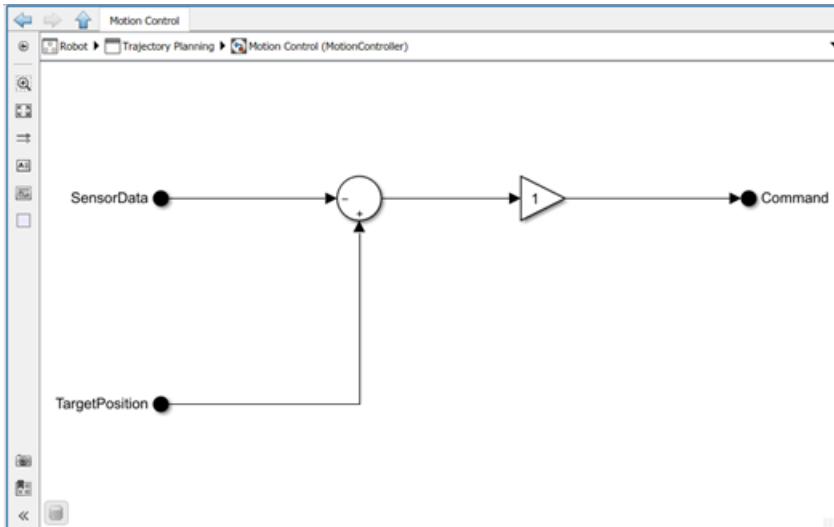 Motion Control
Robot Trajectory Planning Motion Control (MotionController)
SensorData
−
+
1
Command
TargetPosition